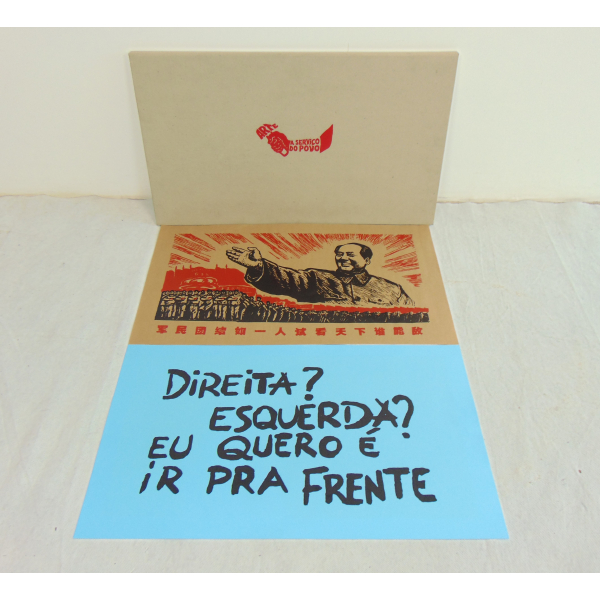 ARTE
A SERVIÇO
DO POVO
军民团结如一人试看天下谁能敌
DIREITA?
ESQUERDA?
EU QUERO É
IR PRA FRENTE